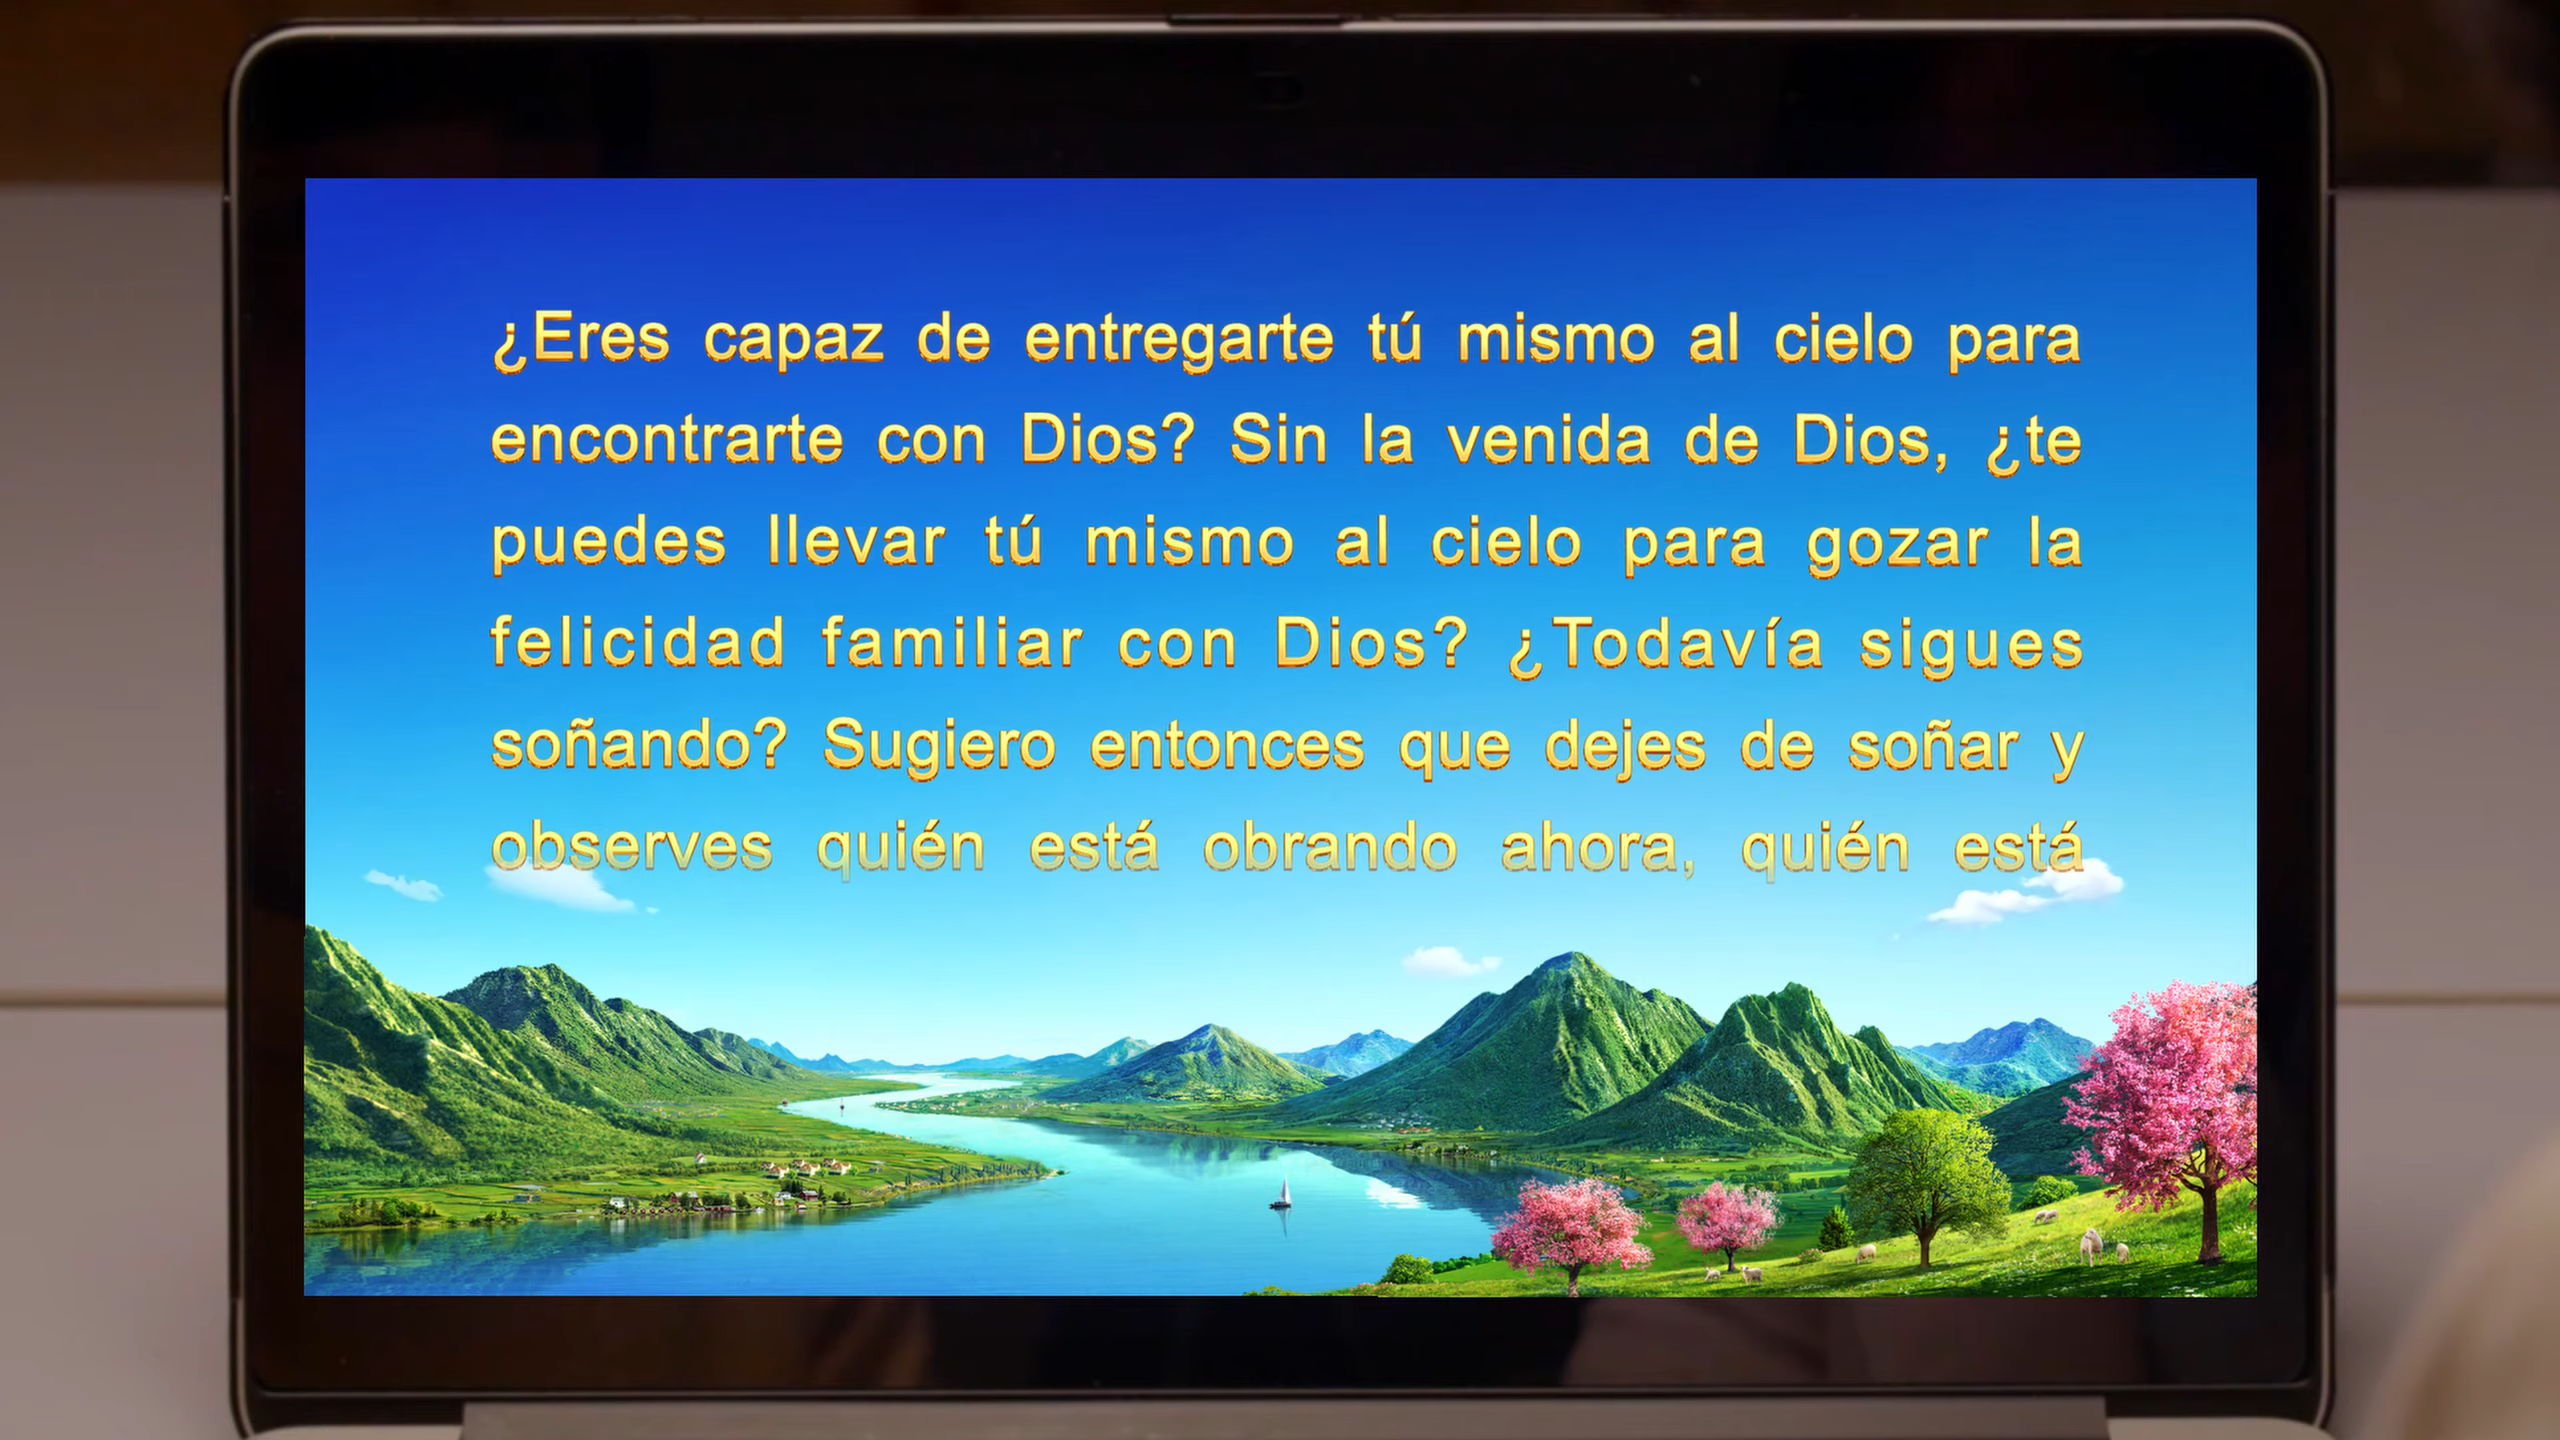 ¿Eres capaz de entregarte tú mismo al cielo para
encontrarte con Dios? Sin la venida de Dios, ¿te
puedes llevar tú mismo al cielo para gozar la
felicidad familiar con Dios? ¿Todavía sigues
soñando? Sugiero entonces que dejes de soñar y
observes quién está obrando ahora, quién está